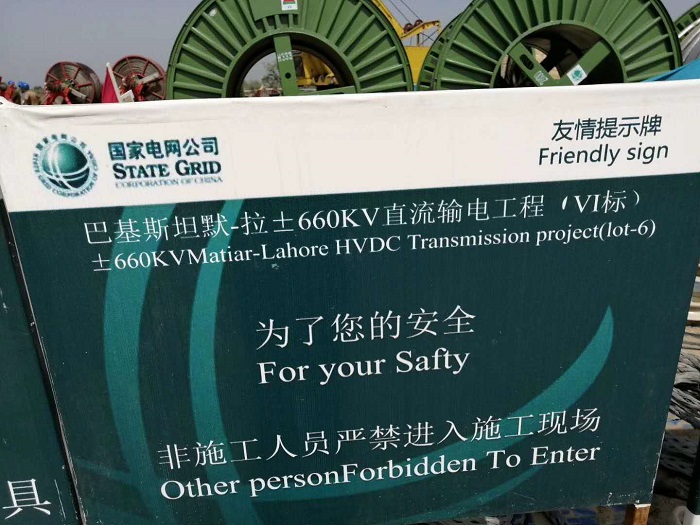 国家电网公司
STATE GRID
CORPORATION OF CHINA
友情提示牌
Friendly sign
巴基斯坦默-拉±660KV直流输电工程（VI标）
±660KVMatiar-Lahore HVDC Transmission project(lot-6)
为了您的安全
For your Safty
非施工人员严禁进入施工现场
Other personForbidden To Enter
具